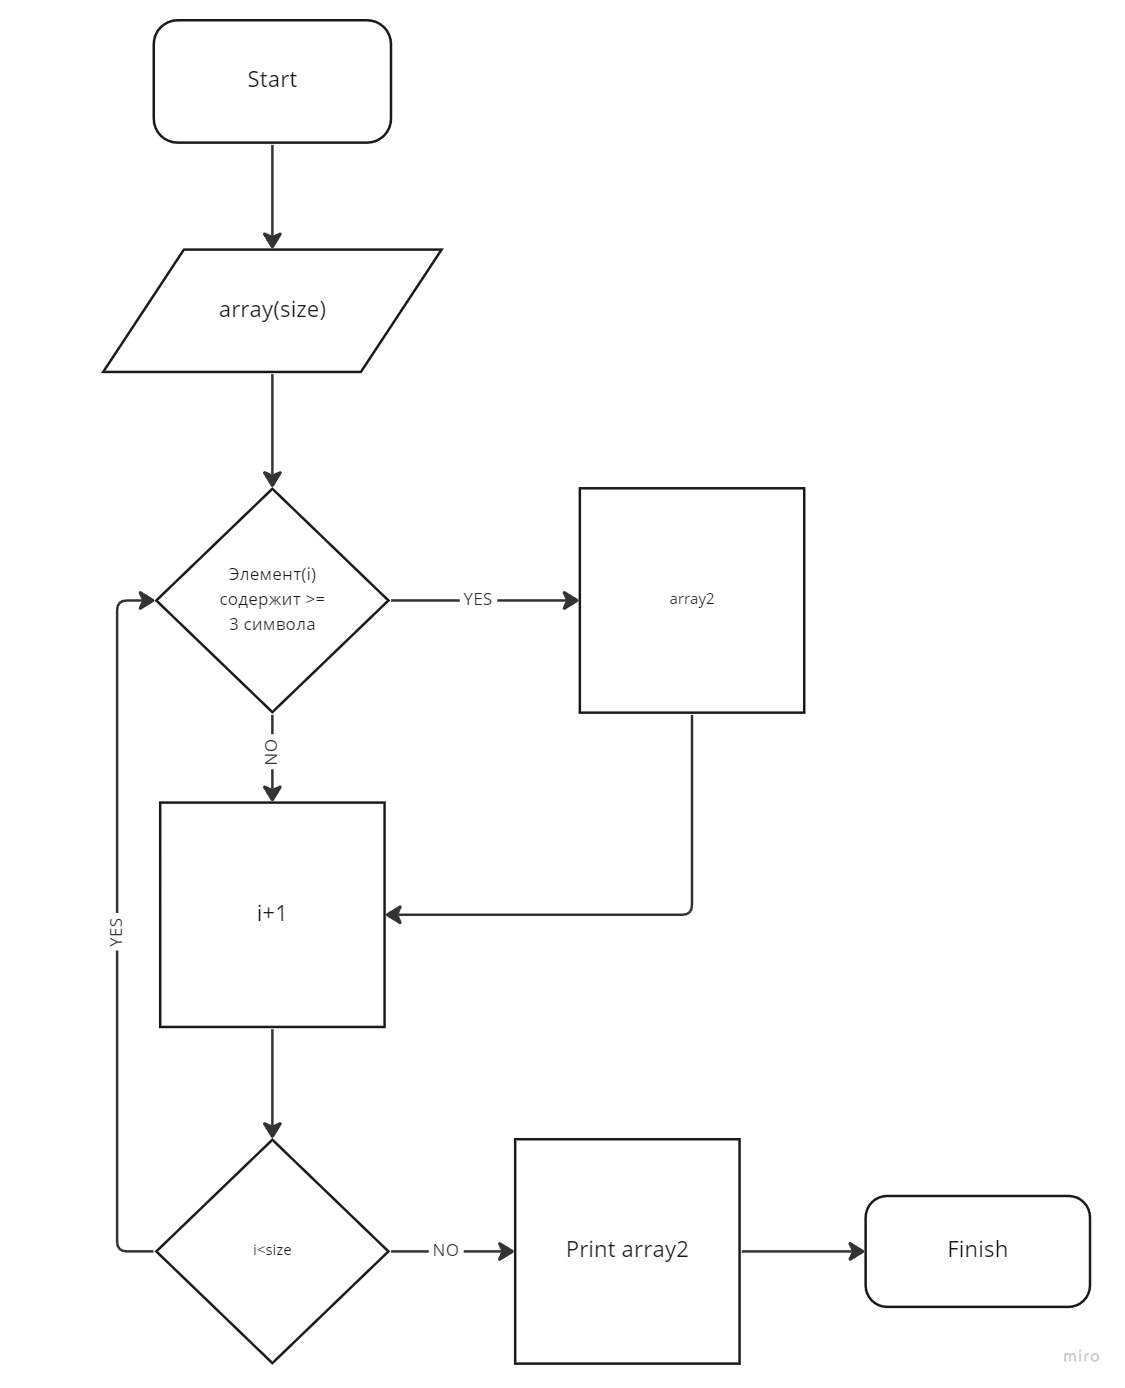 Start
array(size)
Элемент(i)
содержит >=
3 символа
YES
array2
NO
i+1
YES
i<size
NO
Print array2
Finish
miro